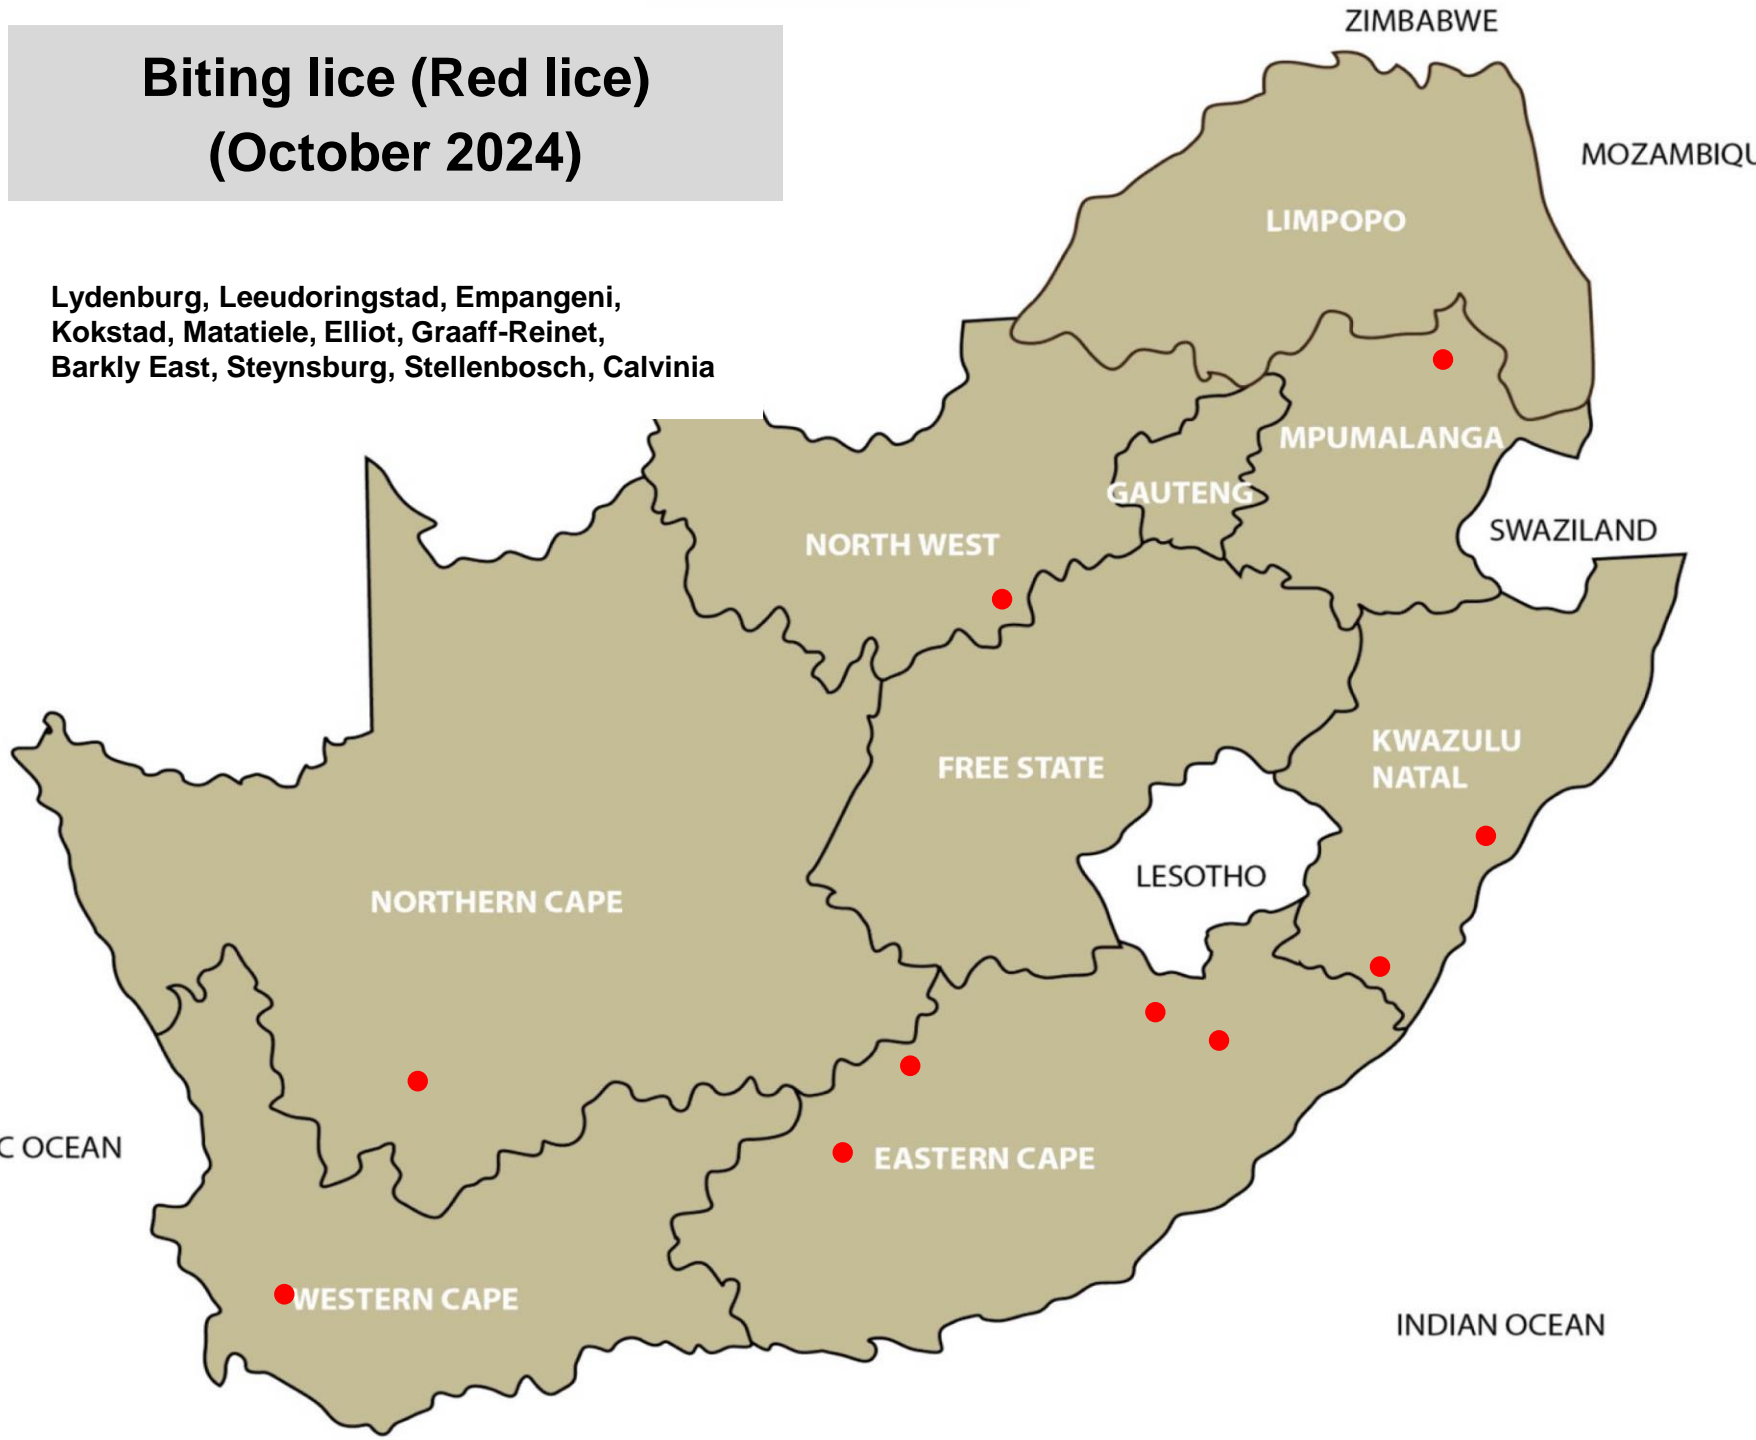 Biting lice (Red lice)
(October 2024)
Lydenburg, Leeudoringstad, Empangeni,
Kokstad, Matatiele, Elliot, Graaff-Reinet,
Barkly East, Steynsburg, Stellenbosch, Calvinia
ZIMBABWE
MOZAMBIQU
LIMPOPO
MPUMALANGA
GAUTENG
NORTH WEST
SWAZILAND
FREE STATE
KWAZULU
NATAL
LESOTHO
NORTHERN CAPE
C OCEAN
EASTERN CAPE
WESTERN CAPE
INDIAN OCEAN